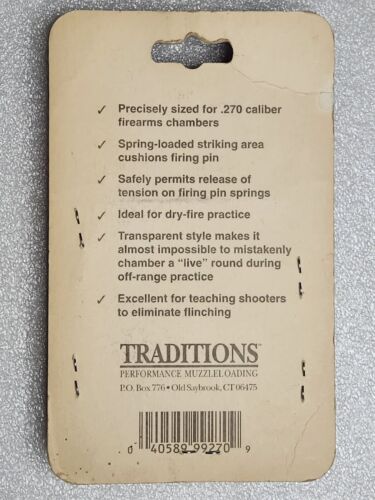 ✓ Precisely sized for .270 caliber
firearms chambers
✓ Spring-loaded striking area
cushions firing pin
✓ Safely permits release of
tension on firing pin springs
✓ Ideal for dry-fire practice
✓ Transparent style makes it
almost impossible to mistakenly
chamber a “live” round during
off-range practice
✓ Excellent for teaching shooters
to eliminate flinching
TRADITIONS™
PERFORMANCE MUZZLELOADING
P.O. Box 776 • Old Saybrook, CT 06475
0 40589 99270 9